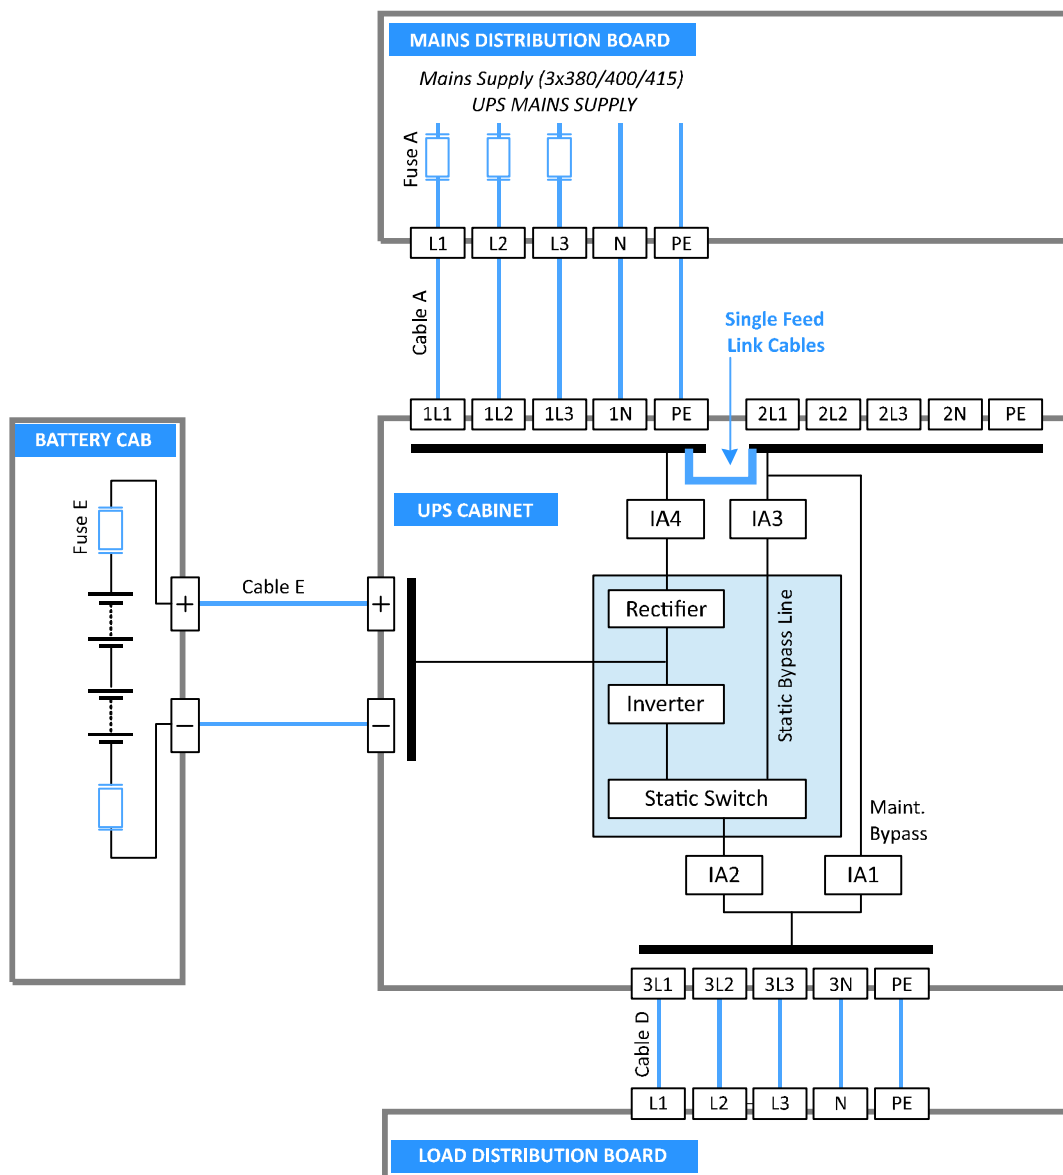 MAINS DISTRIBUTION BOARD
Mains Supply (3x380/400/415)
UPS MAINS SUPPLY
Fuse A
L1 L2 L3 N PE
Cable A
Single Feed
Link Cables
1L1 1L2 1L3 1N PE 2L1 2L2 2L3 2N PE
BATTERY CAB
Fuse E
UPS CABINET
IA4 IA3
Cable E
+ +
Rectifier
Static Bypass Line
Inverter
− −
Static Switch
Maint.
Bypass
IA2 IA1
3L1 3L2 3L3 3N PE
Cable D
L1 L2 L3 N PE
LOAD DISTRIBUTION BOARD